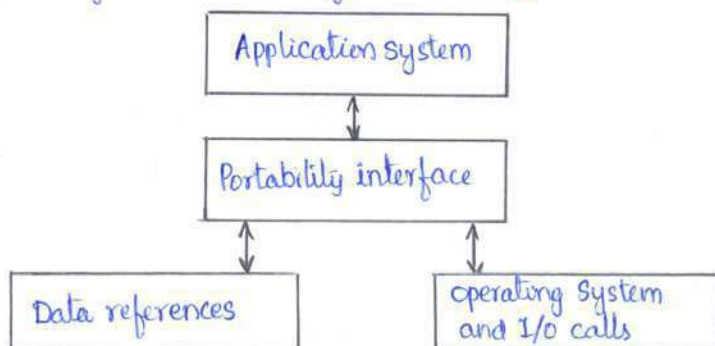 Application system
Portability interface
Data references
operating system
and I/o calls